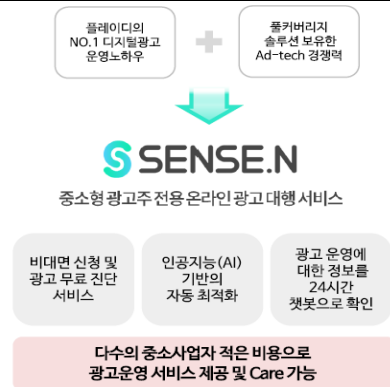 플레이디의
NO.1 디지털광고
운영노하우
풀커버리지
솔루션 보유한
Ad-tech 경쟁력
SENSE.N
중소형 광고주 전용 온라인 광고 대행 서비스
비대면 신청 및
광고 무료 진단
서비스
인공지능(AI)
기반의
자동 최적화
광고 운영에
대한 정보를
24시간
챗봇으로 확인
다수의 중소사업자 적은 비용으로
광고운영 서비스 제공 및 Care 가능